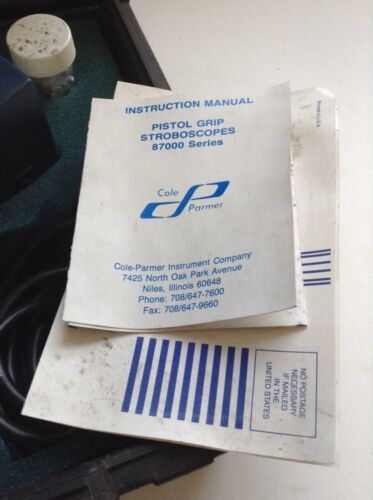 INSTRUCTION MANUAL
PISTOL GRIP
STROBOSCOPES
87000 Series
Cole
Parmer
Cole-Parmer Instrument Company
7425 North Oak Park Avenue
Niles, Illinois 60648
Phone: 708/647-7600
Fax: 708/647-9660
NO POSTAGE
NECESSARY
IF MAILED
IN THE
UNITED STATES